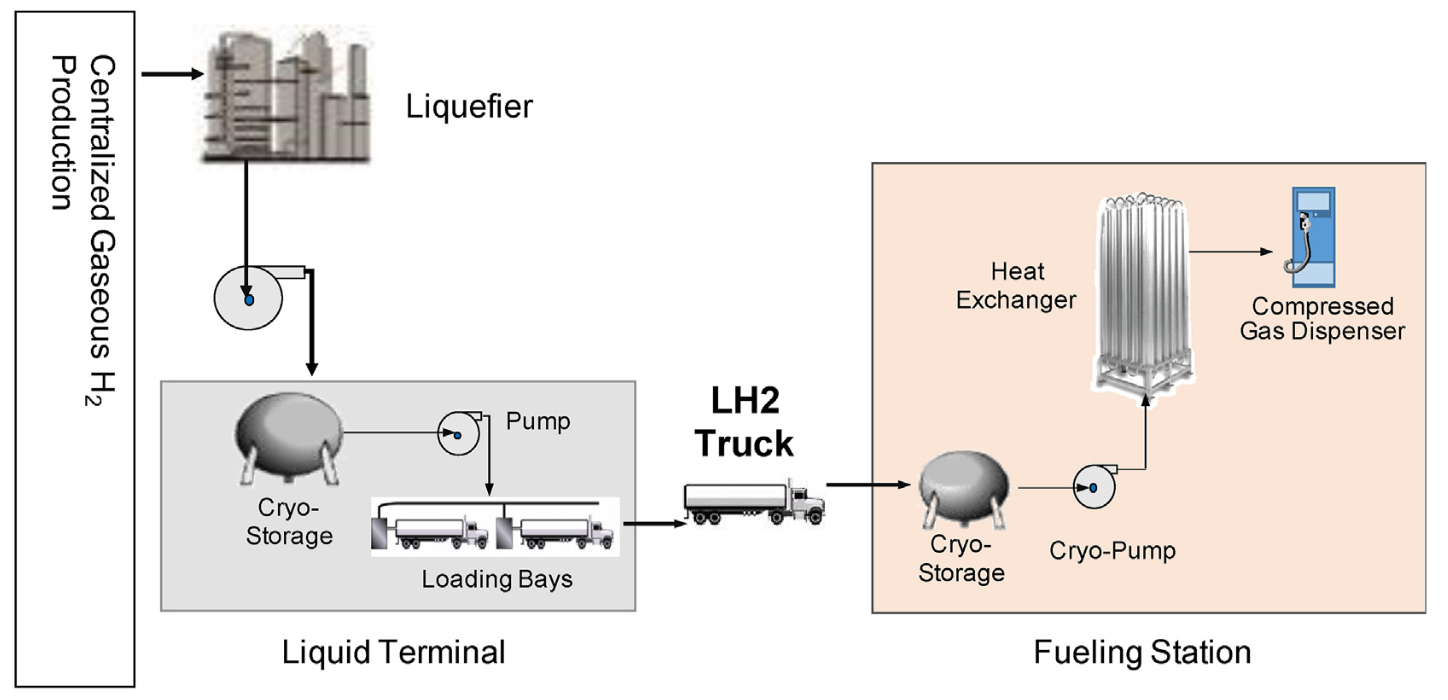 Centralized Gaseous H₂
Production
Liquefier
Pump
Cryo-
Storage
Loading Bays
Liquid Terminal
LH2
Truck
Heat
Exchanger
Compressed
Gas Dispenser
Cryo-
Storage
Cryo-Pump
Fueling Station